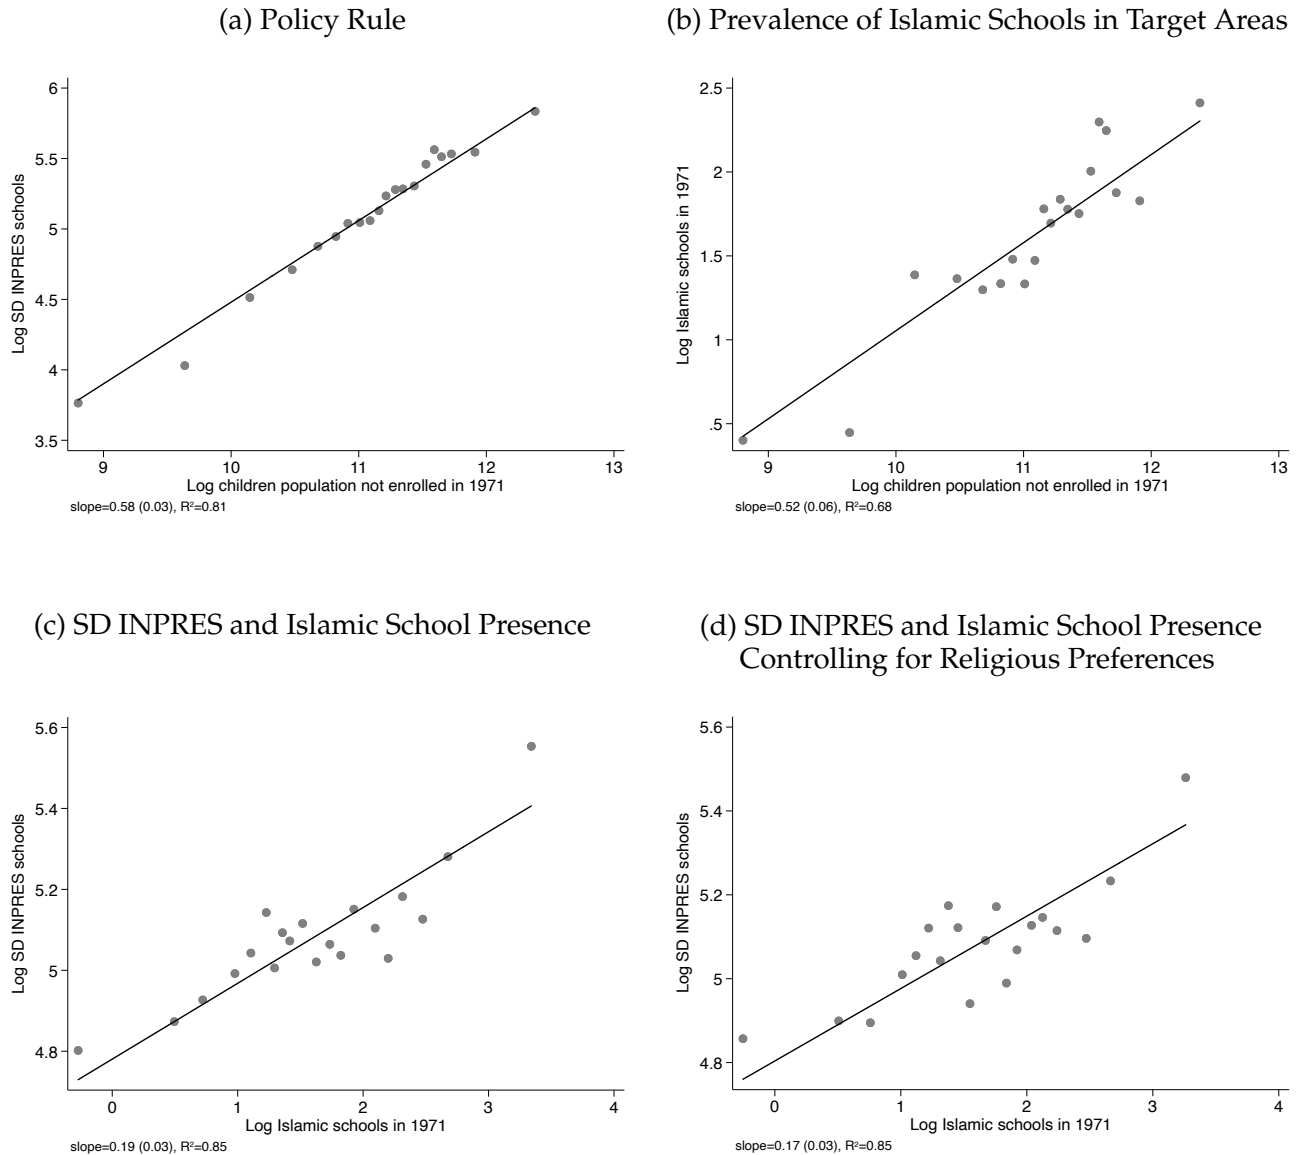 (a) Policy Rule
6
5.5
5
4.5
4
3.5
Log SD INPRES schools
9 10 11 12 13
Log children population not enrolled in 1971
slope=0.58 (0.03), R²=0.81
(b) Prevalence of Islamic Schools in Target Areas
2.5
2
1.5
1
.5
Log Islamic schools in 1971
9 10 11 12 13
Log children population not enrolled in 1971
slope=0.52 (0.06), R²=0.68
(c) SD INPRES and Islamic School Presence
5.6
5.4
5.2
5
4.8
Log SD INPRES schools
0 1 2 3 4
Log Islamic schools in 1971
slope=0.19 (0.03), R²=0.85
(d) SD INPRES and Islamic School Presence
Controlling for Religious Preferences
5.6
5.4
5.2
5
4.8
Log SD INPRES schools
0 1 2 3 4
Log Islamic schools in 1971
slope=0.17 (0.03), R²=0.85